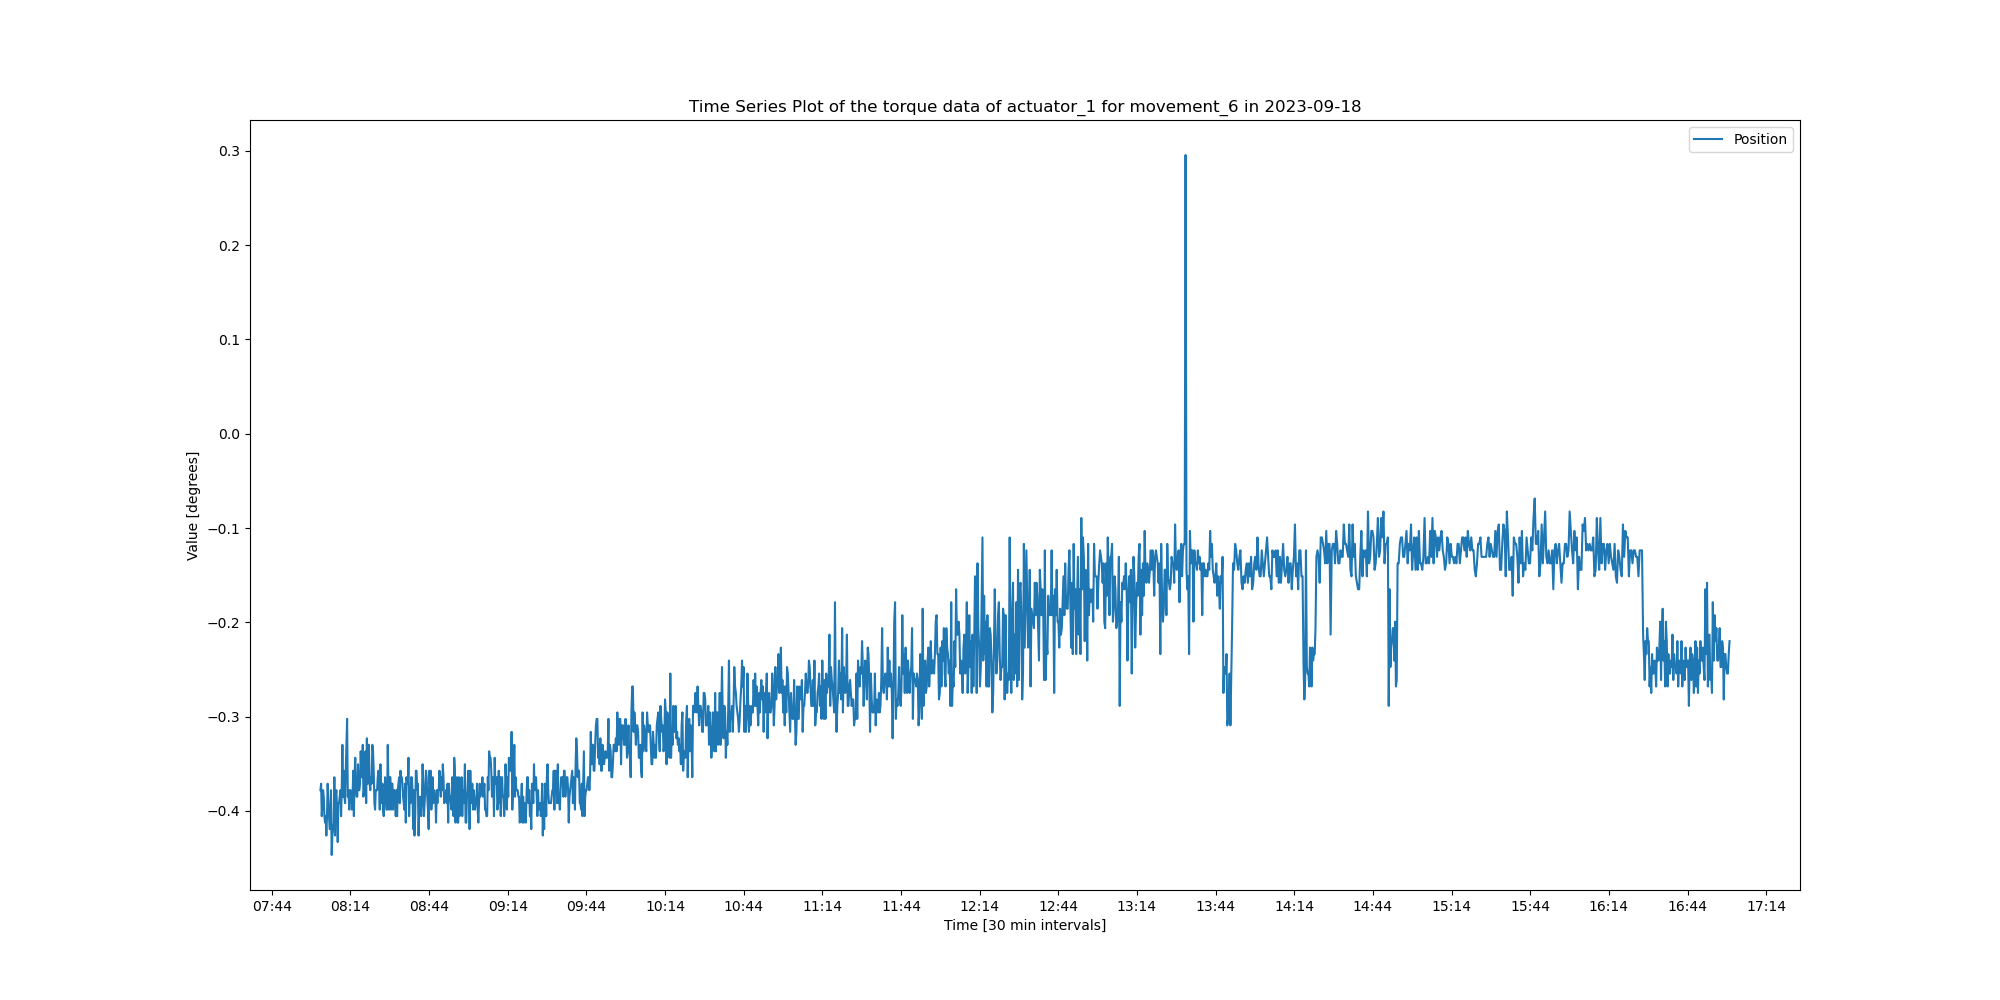 Time Series Plot of the torque data of actuator_1 for movement_6 in 2023-09-18
Position
0.3
0.2
0.1
0.0
−0.1
−0.2
−0.3
−0.4
Value [degrees]
07:44 08:14 08:44 09:14 09:44 10:14 10:44 11:14 11:44 12:14 12:44 13:14 13:44 14:14 14:44 15:14 15:44 16:14 16:44 17:14
Time [30 min intervals]